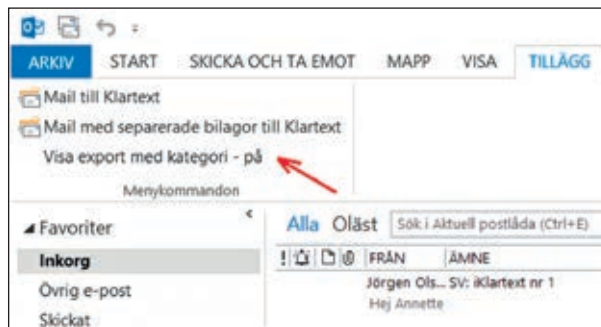 ARKIV START SKICKA OCH TA EMOT MAPP VISA TILLÄGG
Mail till Klartext
Mail med separerade bilagor till Klartext
Visa export med kategori - på
Menykommandon
Favoriter
Inkorg
Övrig e-post
Skickat
Alla Oläst Sök i Aktuell postlåda (Ctrl+E)
! FRÅN ÄMNE
Jörgen Ols... SV: iKlartext nr 1
Hej Annette